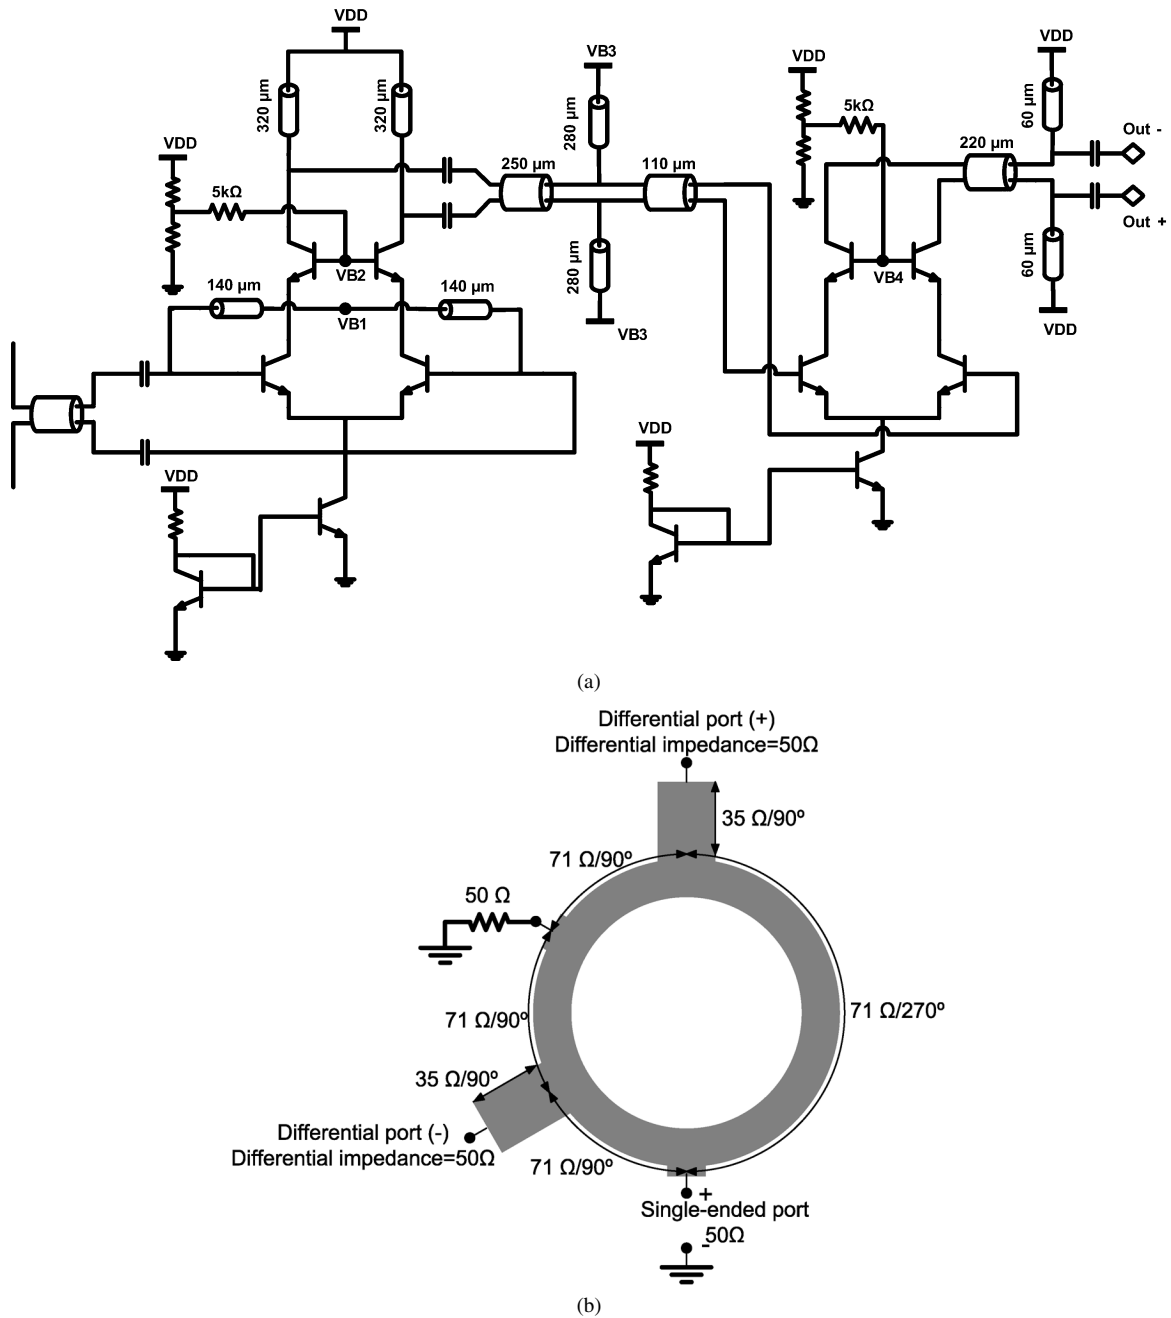 VDD
320 µm
320 µm
VB3
280 µm
VDD
60 µm
VDD
5kΩ
Out -
220 µm
VDD
5kΩ
250 µm
110 µm
Out +
280 µm
60 µm
VB2
VB4
140 µm
140 µm
VB1
VB3
VDD
VDD
VDD
(a)
Differential port (+)
Differential impedance=50Ω
35 Ω/90º
71 Ω/90º
50 Ω
71 Ω/90º
71 Ω/270º
35 Ω/90º
Differential port (-)
Differential impedance=50Ω
71 Ω/90º
+
Single-ended port
50Ω
-
(b)